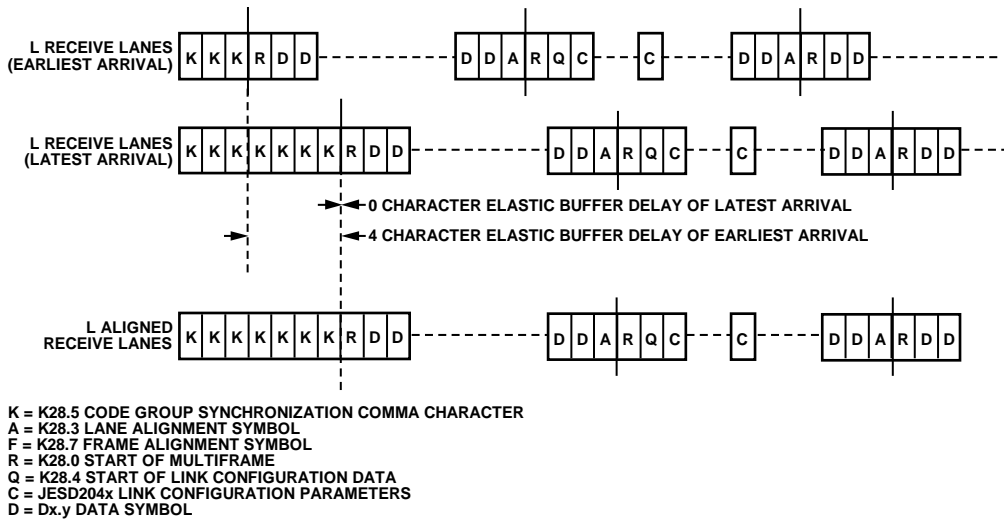 L RECEIVE LANES
(EARLIEST ARRIVAL)
K K K R D D
D D A R Q C
C
D D A R D D
L RECEIVE LANES
(LATEST ARRIVAL)
K K K K K K K R D D
D D A R Q C
C
D D A R D D
0 CHARACTER ELASTIC BUFFER DELAY OF LATEST ARRIVAL
4 CHARACTER ELASTIC BUFFER DELAY OF EARLIEST ARRIVAL
L ALIGNED
RECEIVE LANES
K K K K K K K R D D
D D A R Q C
C
D D A R D D
K = K28.5 CODE GROUP SYNCHRONIZATION COMMA CHARACTER
A = K28.3 LANE ALIGNMENT SYMBOL
F = K28.7 FRAME ALIGNMENT SYMBOL
R = K28.0 START OF MULTIFRAME
Q = K28.4 START OF LINK CONFIGURATION DATA
C = JESD204x LINK CONFIGURATION PARAMETERS
D = Dx.y DATA SYMBOL